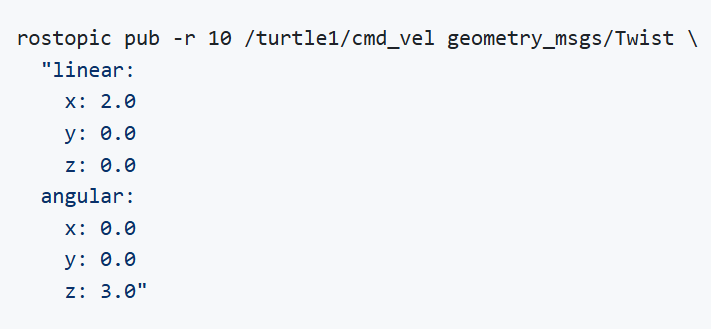 rostopic pub -r 10 /turtle1/cmd_vel geometry_msgs/Twist \
  "linear:
    x: 2.0
    y: 0.0
    z: 0.0
  angular:
    x: 0.0
    y: 0.0
    z: 3.0"